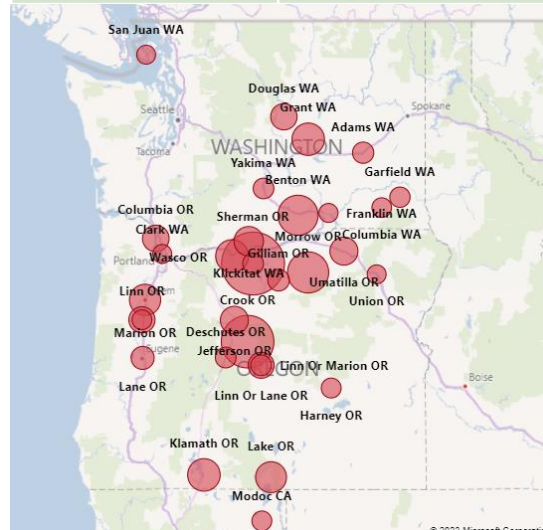 San Juan WA
Douglas WA
Seattle
Grant WA
Spokane
Adams WA
Tacoma
WASHINGTON
Yakima WA
Garfield WA
Benton WA
Columbia OR
Sherman OR
Franklin WA
Clark WA
Morrow OR
Columbia WA
Portland
Wasco OR
Gilliam OR
Klickitat WA
Umatilla OR
Linn OR
Crook OR
Union OR
Marion OR
Deschutes OR
Eugene
Jefferson OR
Linn Or Marion OR
OREGON
Lane OR
Boise
Linn Or Lane OR
Harney OR
Klamath OR
Lake OR
Modoc CA